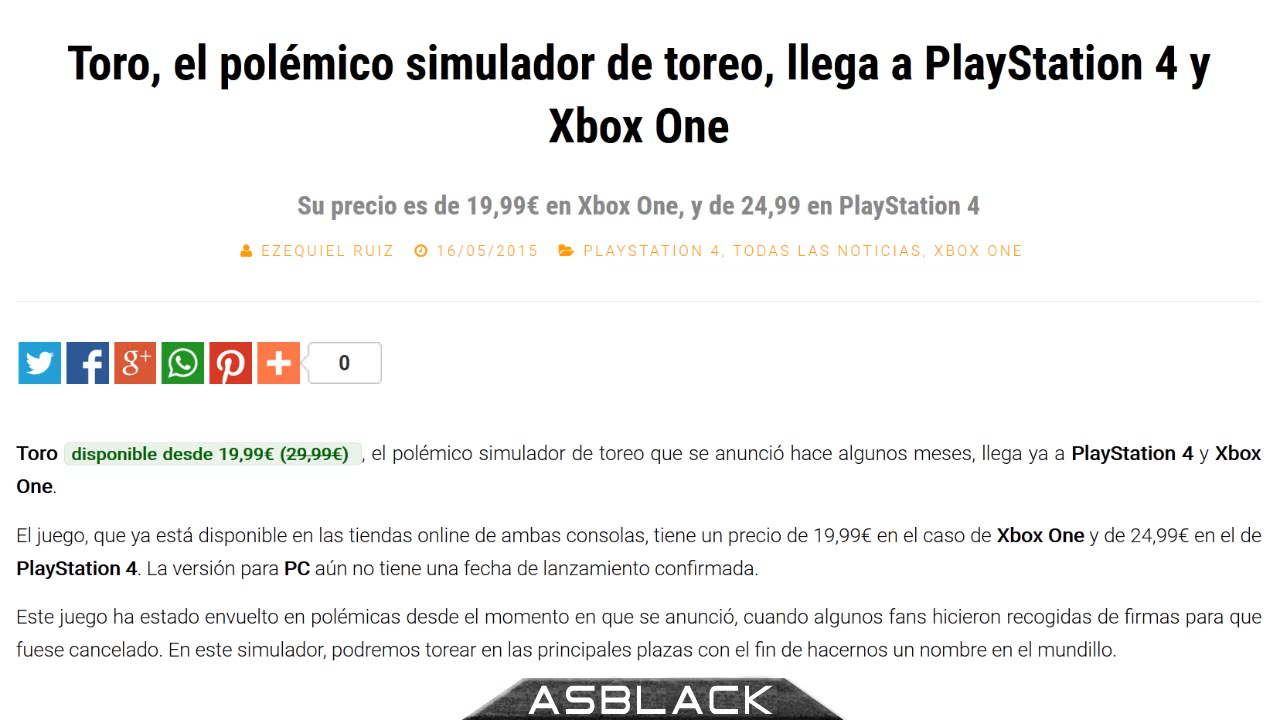 Toro, el polémico simulador de toreo, llega a PlayStation 4 y
Xbox One
Su precio es de 19,99€ en Xbox One, y de 24,99 en PlayStation 4
EZEQUIEL RUIZ 16/05/2015 PLAYSTATION 4, TODAS LAS NOTICIAS, XBOX ONE
g+ 0
Toro disponible desde 19,99€ (29,99€) , el polémico simulador de toreo que se anunció hace algunos meses, llega ya a PlayStation 4 y Xbox
One.
El juego, que ya está disponible en las tiendas online de ambas consolas, tiene un precio de 19,99€ en el caso de Xbox One y de 24,99€ en el de
PlayStation 4. La versión para PC aún no tiene una fecha de lanzamiento confirmada.
Este juego ha estado envuelto en polémicas desde el momento en que se anunció, cuando algunos fans hicieron recogidas de firmas para que
fuese cancelado. En este simulador, podremos torear en las principales plazas con el fin de hacernos un nombre en el mundillo.
ASBLACK